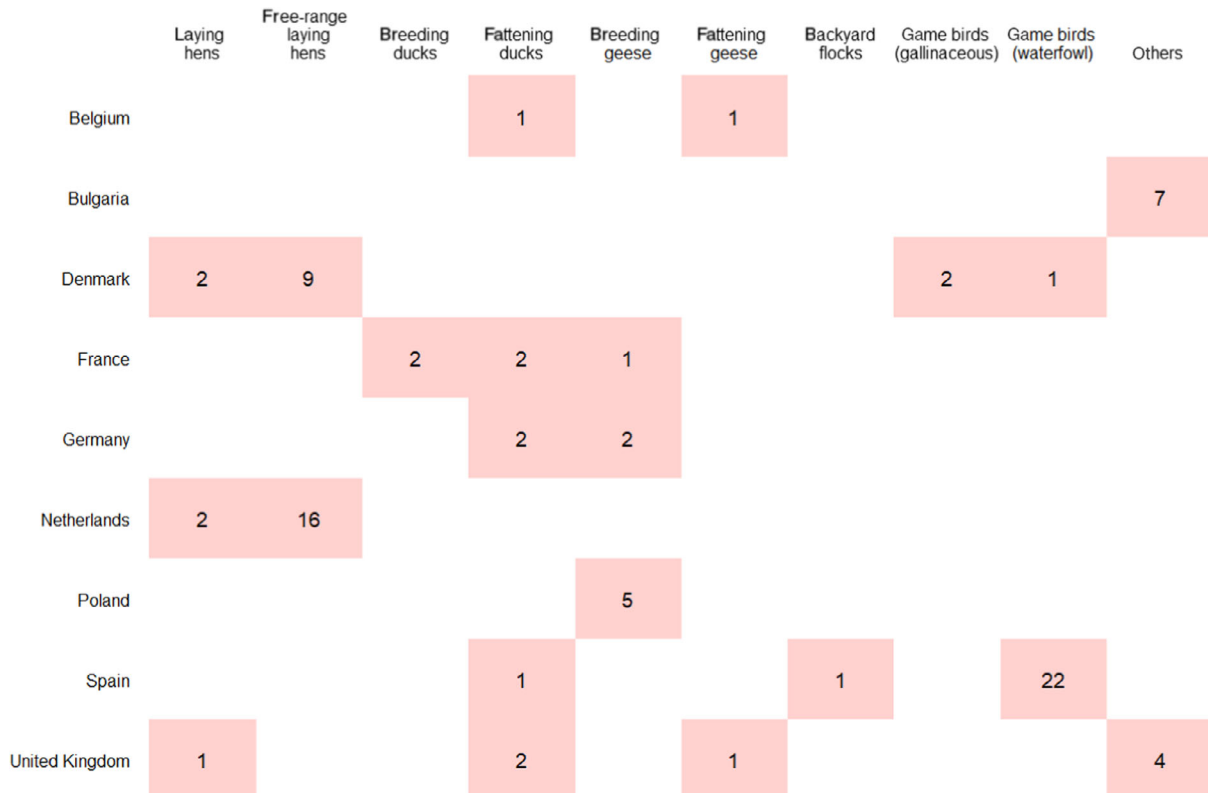 Laying hens Free-range laying hens Breeding ducks Fattening ducks Breeding geese Fattening geese Backyard flocks Game birds (gallinaceous) Game birds (waterfowl) Others
Belgium 1 1
Bulgaria 7
Denmark 2 9 2 1
France 2 2 1
Germany 2 2
Netherlands 2 16
Poland 5
Spain 1 1 22
United Kingdom 1 2 1 4